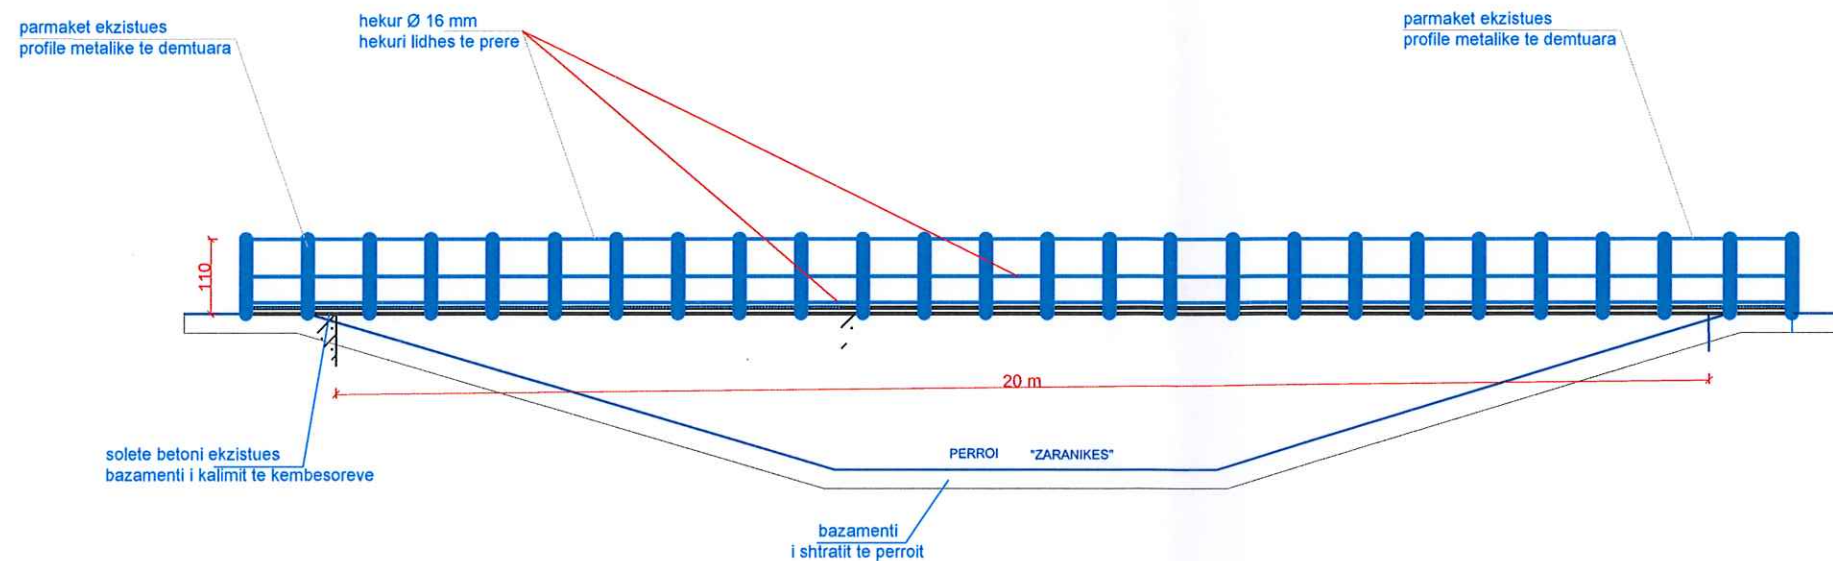 parmaket ekzistues
profile metalike te demtuara
hekur Ø 16 mm
hekuri lidhes te prere
parmaket ekzistues
profile metalike te demtuara
110
20 m
solete betoni ekzistues
bazamenti i kalimit te kembesoreve
PERROI "ZARANIKES"
bazamenti
i shtratit te perroit